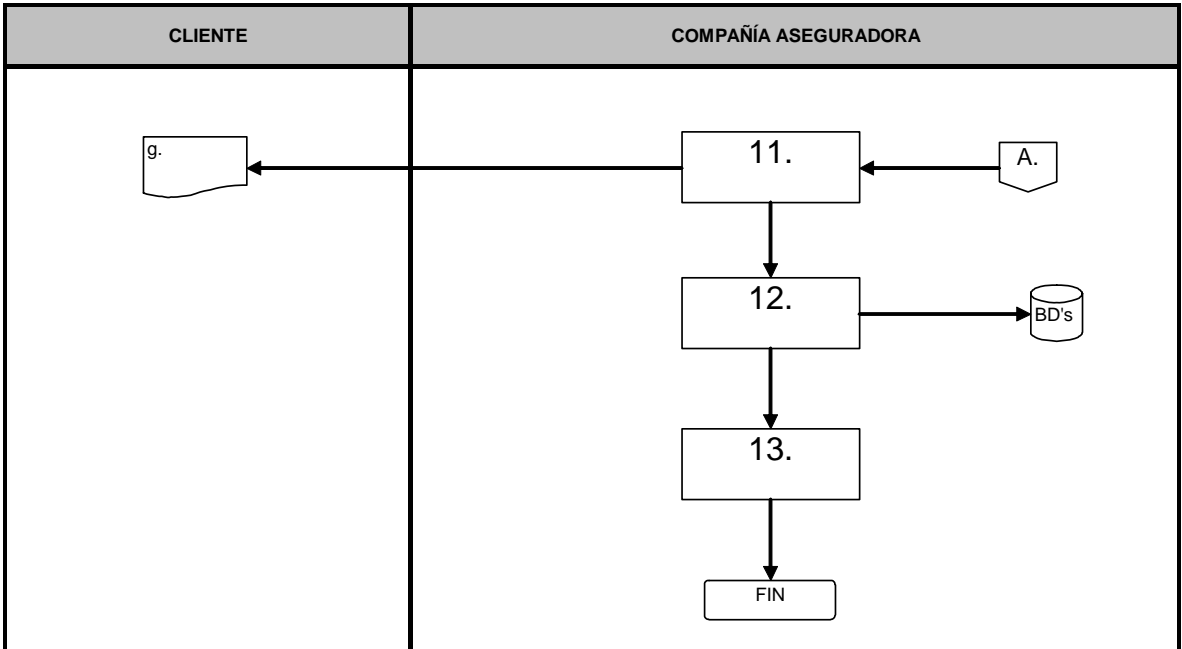 CLIENTE
COMPAÑÍA ASEGURADORA
g.
11.
A.
12.
BD's
13.
FIN